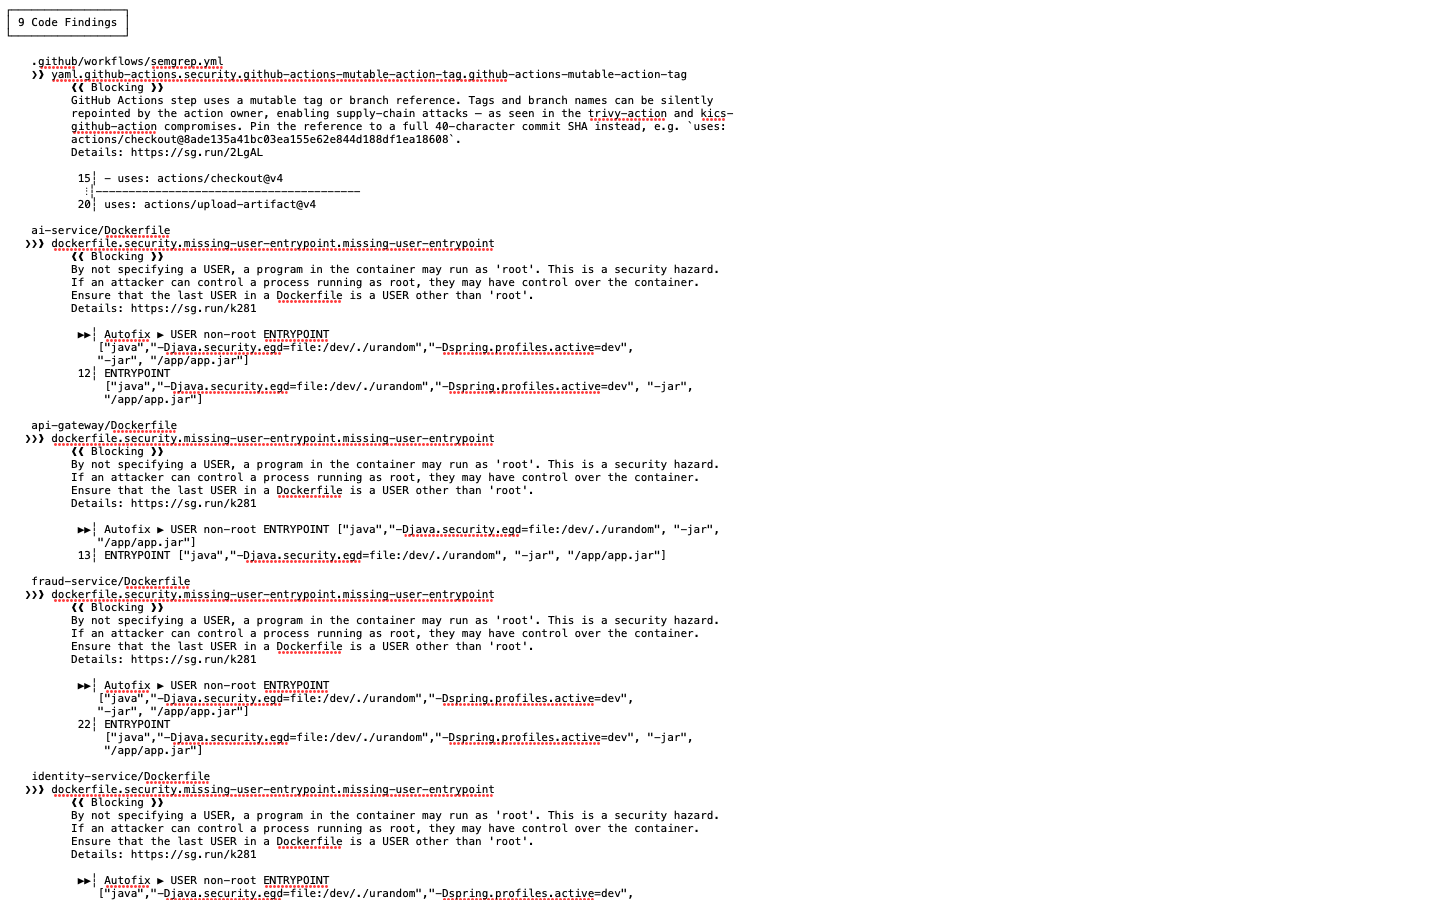 9 Code Findings
.github/workflows/semgrep.yml
❯❱ yaml.github-actions.security.github-actions-mutable-action-tag.github-actions-mutable-action-tag
❰❰ Blocking ❱❱
GitHub Actions step uses a mutable tag or branch reference. Tags and branch names can be silently
repointed by the action owner, enabling supply-chain attacks — as seen in the trivy-action and kics-
github-action compromises. Pin the reference to a full 40-character commit SHA instead, e.g. `uses:
actions/checkout@8ade135a41bc03ea155e62e844d188df1ea18608`.
Details: https://sg.run/2LgAL
15┆ - uses: actions/checkout@v4
⋮┆----------------------------------------
20┆ uses: actions/upload-artifact@v4
ai-service/Dockerfile
❯❯❱ dockerfile.security.missing-user-entrypoint.missing-user-entrypoint
❰❰ Blocking ❱❱
By not specifying a USER, a program in the container may run as 'root'. This is a security hazard.
If an attacker can control a process running as root, they may have control over the container.
Ensure that the last USER in a Dockerfile is a USER other than 'root'.
Details: https://sg.run/k281
▶▶┆ Autofix ▶ USER non-root ENTRYPOINT
["java","-Djava.security.egd=file:/dev/./urandom","-Dspring.profiles.active=dev",
"-jar", "/app/app.jar"]
12┆ ENTRYPOINT
["java","-Djava.security.egd=file:/dev/./urandom","-Dspring.profiles.active=dev", "-jar",
"/app/app.jar"]
api-gateway/Dockerfile
❯❯❱ dockerfile.security.missing-user-entrypoint.missing-user-entrypoint
❰❰ Blocking ❱❱
By not specifying a USER, a program in the container may run as 'root'. This is a security hazard.
If an attacker can control a process running as root, they may have control over the container.
Ensure that the last USER in a Dockerfile is a USER other than 'root'.
Details: https://sg.run/k281
▶▶┆ Autofix ▶ USER non-root ENTRYPOINT ["java","-Djava.security.egd=file:/dev/./urandom", "-jar",
"/app/app.jar"]
13┆ ENTRYPOINT ["java","-Djava.security.egd=file:/dev/./urandom", "-jar", "/app/app.jar"]
fraud-service/Dockerfile
❯❯❱ dockerfile.security.missing-user-entrypoint.missing-user-entrypoint
❰❰ Blocking ❱❱
By not specifying a USER, a program in the container may run as 'root'. This is a security hazard.
If an attacker can control a process running as root, they may have control over the container.
Ensure that the last USER in a Dockerfile is a USER other than 'root'.
Details: https://sg.run/k281
▶▶┆ Autofix ▶ USER non-root ENTRYPOINT
["java","-Djava.security.egd=file:/dev/./urandom","-Dspring.profiles.active=dev",
"-jar", "/app/app.jar"]
22┆ ENTRYPOINT
["java","-Djava.security.egd=file:/dev/./urandom","-Dspring.profiles.active=dev", "-jar",
"/app/app.jar"]
identity-service/Dockerfile
❯❯❱ dockerfile.security.missing-user-entrypoint.missing-user-entrypoint
❰❰ Blocking ❱❱
By not specifying a USER, a program in the container may run as 'root'. This is a security hazard.
If an attacker can control a process running as root, they may have control over the container.
Ensure that the last USER in a Dockerfile is a USER other than 'root'.
Details: https://sg.run/k281
▶▶┆ Autofix ▶ USER non-root ENTRYPOINT
["java","-Djava.security.egd=file:/dev/./urandom","-Dspring.profiles.active=dev",